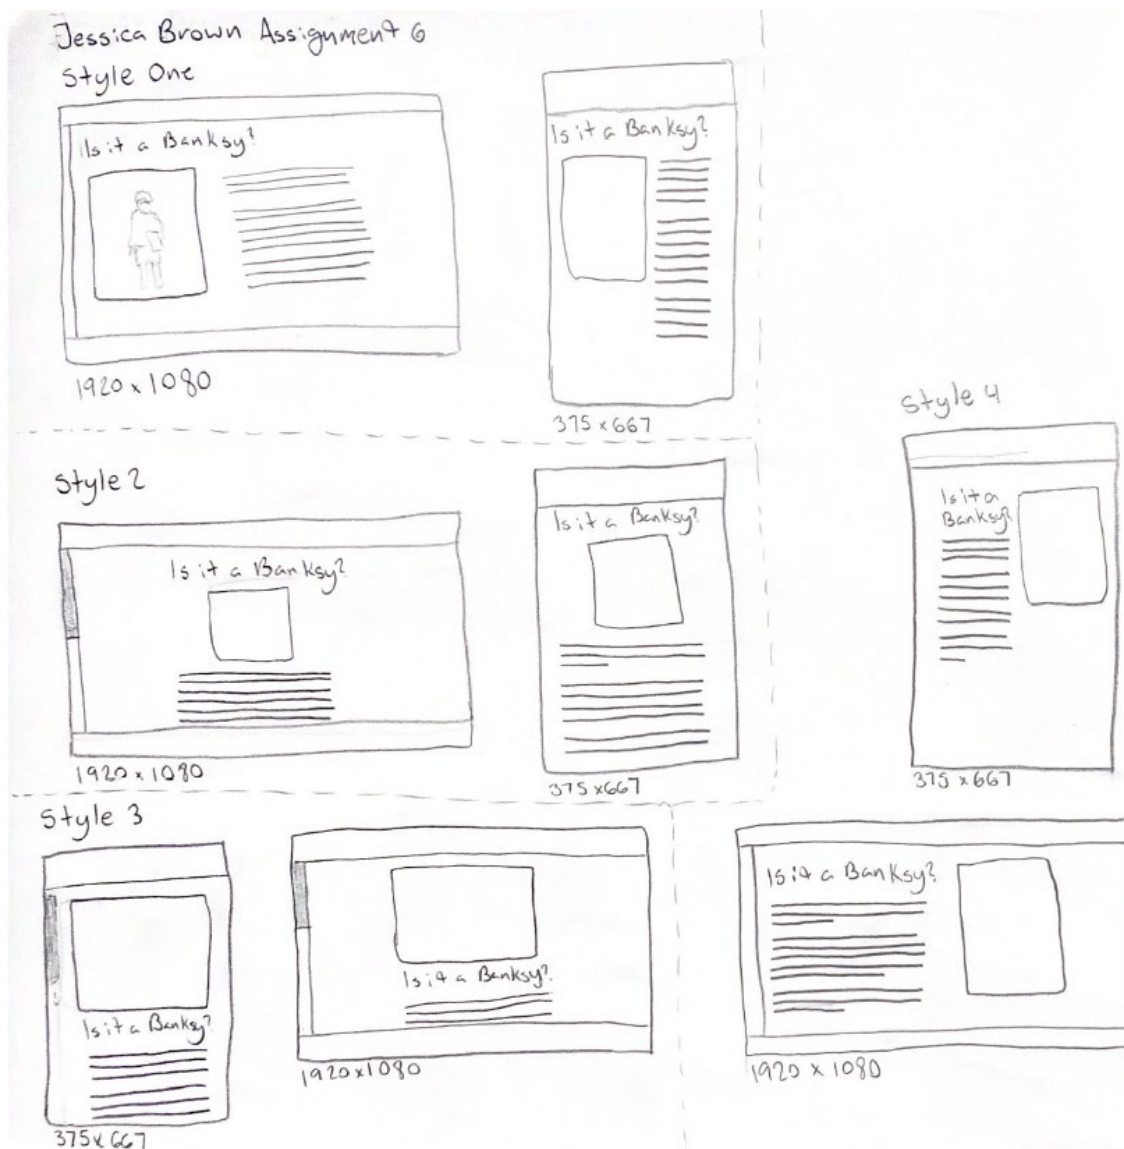 Jessica Brown Assignment 6
Style One
Is it a Banksy?
1920 x 1080
Is it a Banksy?
375 x 667
Style 2
Is it a Banksy?
1920 x 1080
Is it a Banksy?
375 x 667
Style 3
Is it a Banksy?
375 x 667
Is it a Banksy?
1920 x 1080
Style 4
Is it a
Banksy?
375 x 667
Is it a Banksy?
1920 x 1080